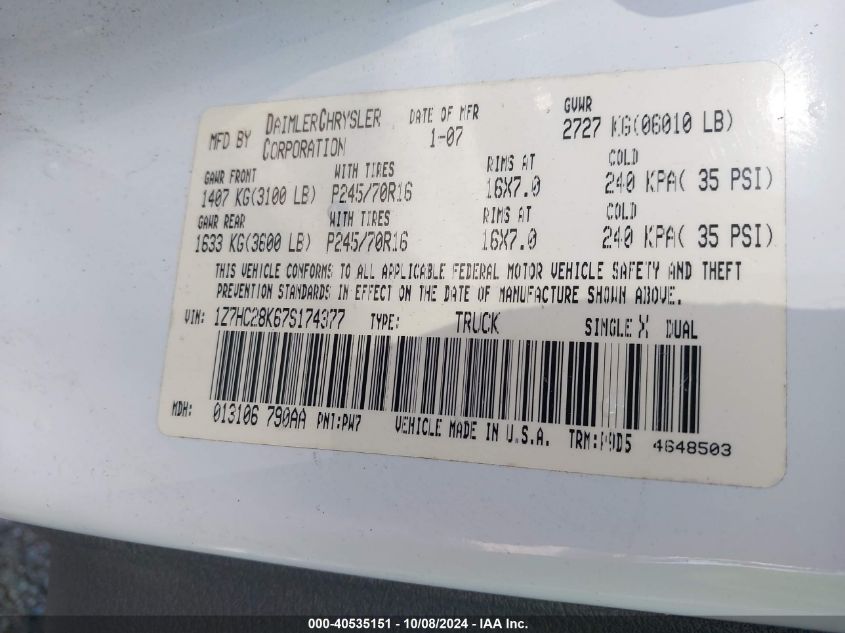 MFD BY DAIMLERCHRYSLER CORPORATION DATE OF MFR 1-07 GVWR 2727 KG(06010 LB)
GAWR FRONT WITH TIRES RIMS AT COLD
1407 KG(3100 LB) P245/70R16 16X7.0 240 KPA( 35 PSI)
GAWR REAR WITH TIRES RIMS AT COLD
1633 KG(3600 LB) P245/70R16 16X7.0 240 KPA( 35 PSI)
THIS VEHICLE CONFORMS TO ALL APPLICABLE FEDERAL MOTOR VEHICLE SAFETY AND THEFT
PREVENTION STANDARDS IN EFFECT ON THE DATE OF MANUFACTURE SHOWN ABOVE.
VIN: 1Z7HC28K67S174377 TYPE: TRUCK SINGLE X DUAL
MDH: 013106 790AA PNT:PW7 VEHICLE MADE IN U.S.A. TRM:P9D5 4648503
000-40535151 - 10/08/2024 - IAA Inc.